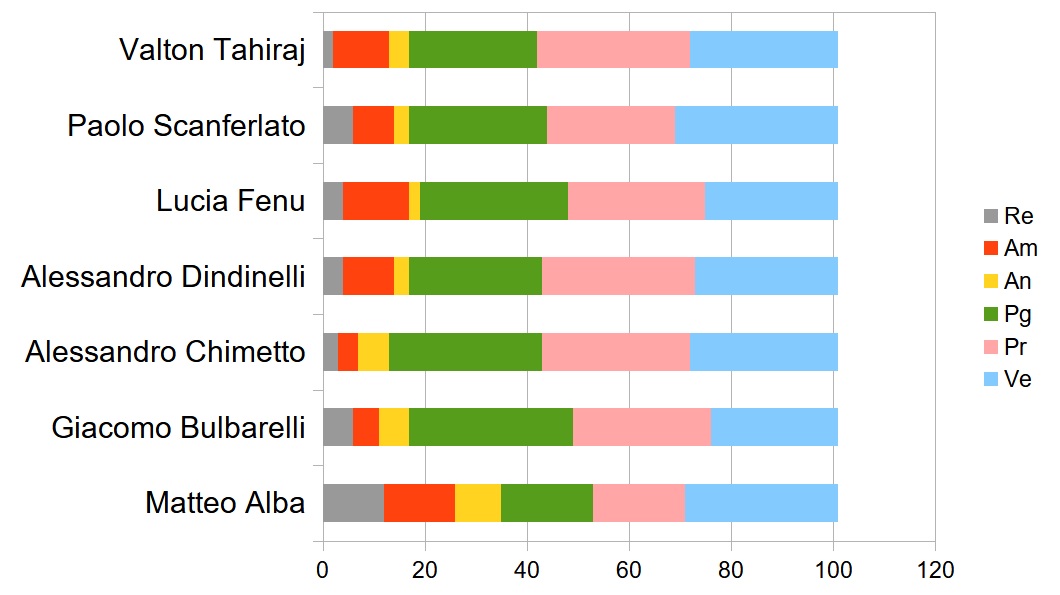 Valton Tahiraj
Paolo Scanferlato
Lucia Fenu
Alessandro Dindinelli
Alessandro Chimetto
Giacomo Bulbarelli
Matteo Alba
0 20 40 60 80 100 120
Re
Am
An
Pg
Pr
Ve